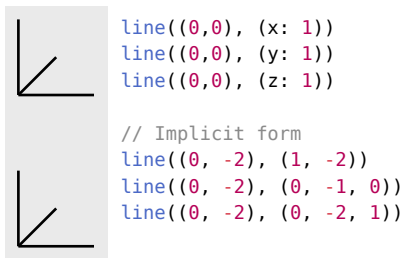 line((0,0), (x: 1))
line((0,0), (y: 1))
line((0,0), (z: 1))
// Implicit form
line((0, -2), (1, -2))
line((0, -2), (0, -1, 0))
line((0, -2), (0, -2, 1))